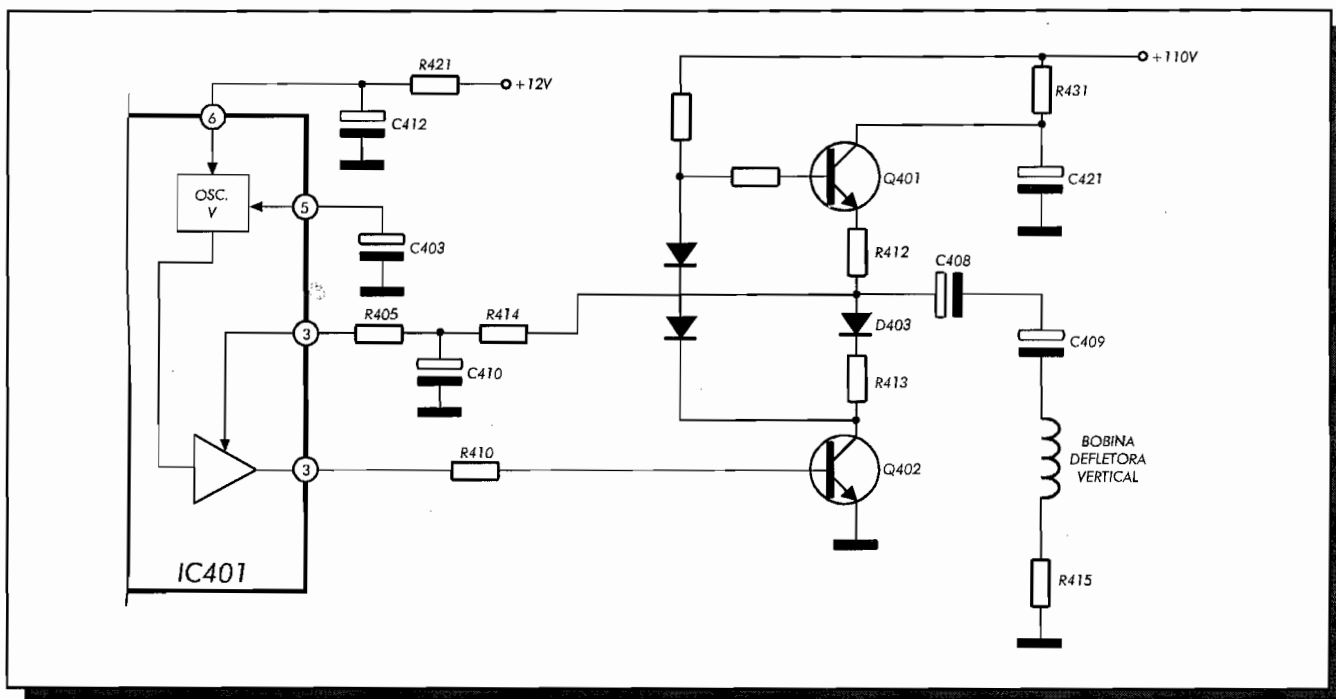 +110V
R421
+12V
R431
6
C412
Q401
C421
OSC.
V
5
C403
R412
C408
R405
R414
3
D403
C409
C410
R413
BOBINA
DEFLETORA
VERTICAL
R410
3
Q402
IC401
R415